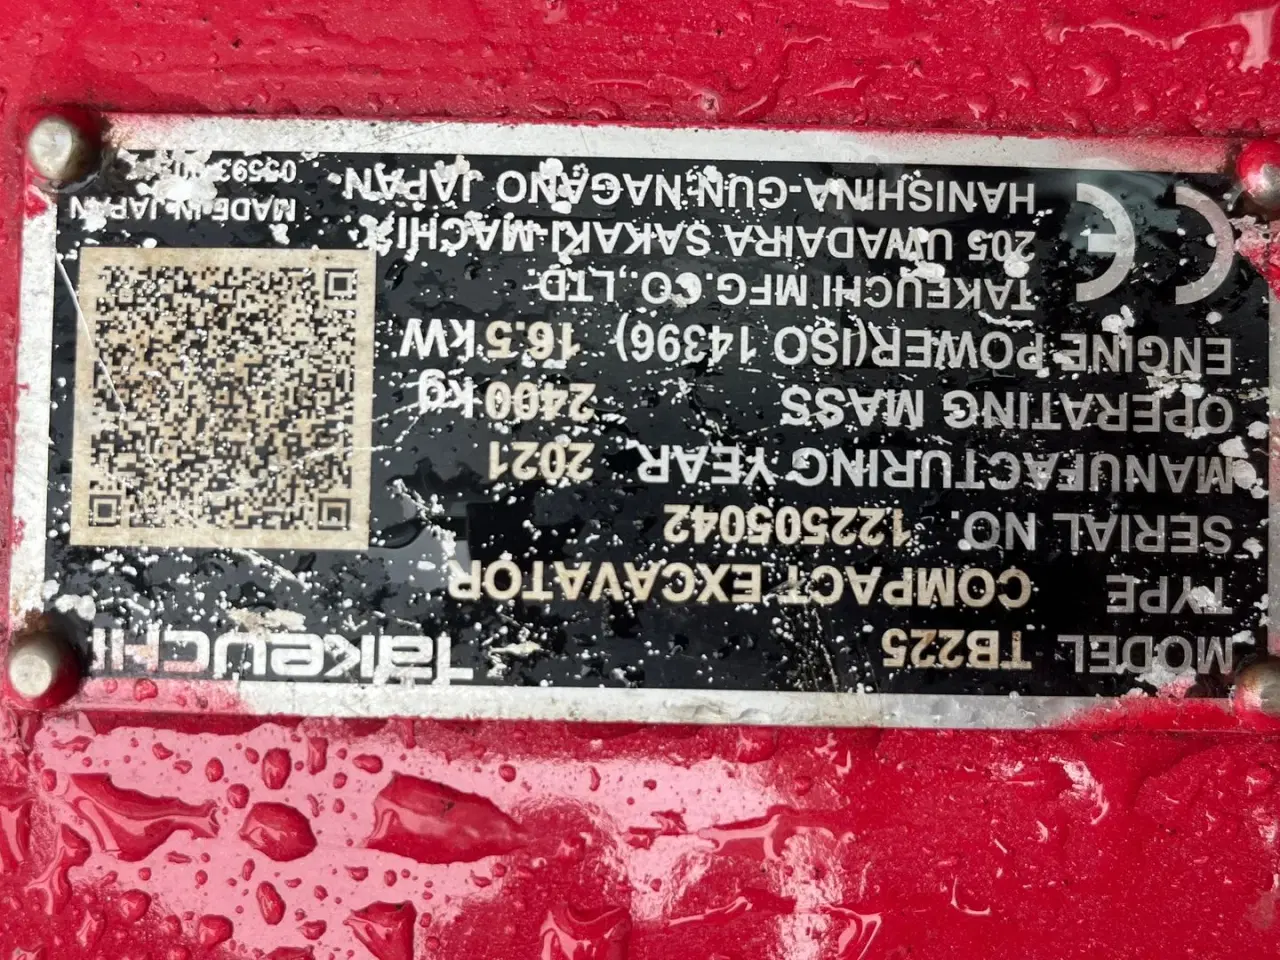 MODEL TB225 TAKEUCHI
TYPE COMPACT EXCAVATOR
SERIAL NO. 122505042
MANUFACTURING YEAR 2021
OPERATING MASS 2400 kg
ENGINE POWER(ISO 14396) 16.5 kW
CE
TAKEUCHI MFG.CO.,LTD.
205 UWADAIRA SAKAKI-MACHI
HANISHINA-GUN NAGANO JAPAN
MADE IN JAPAN